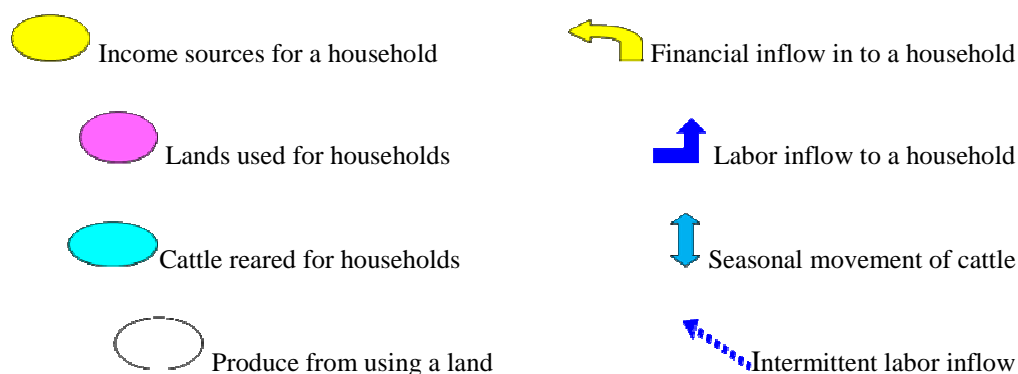 Income sources for a household
Financial inflow in to a household
Lands used for households
Labor inflow to a household
Cattle reared for households
Seasonal movement of cattle
Produce from using a land
Intermittent labor inflow